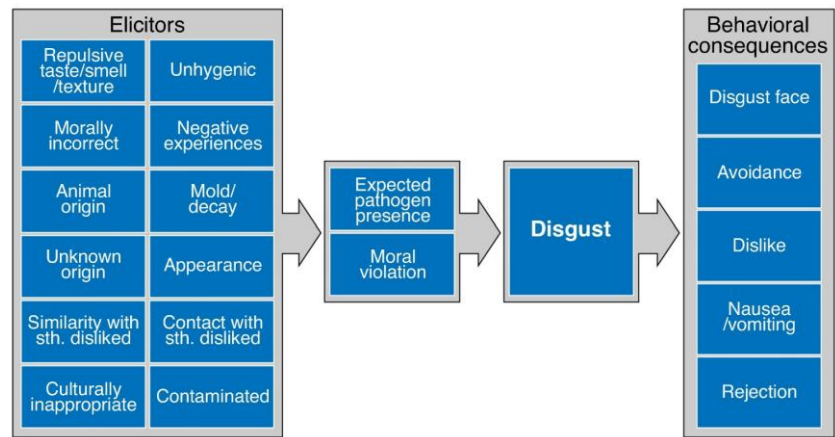 Elicitors
Repulsive
taste/smell
/texture
Unhygenic
Morally
incorrect
Negative
experiences
Animal
origin
Mold/
decay
Unknown
origin
Appearance
Similarity with
sth. disliked
Contact with
sth. disliked
Culturally
inappropriate
Contaminated
Expected
pathogen
presence
Moral
violation
Disgust
Behavioral
consequences
Disgust face
Avoidance
Dislike
Nausea
/vomiting
Rejection